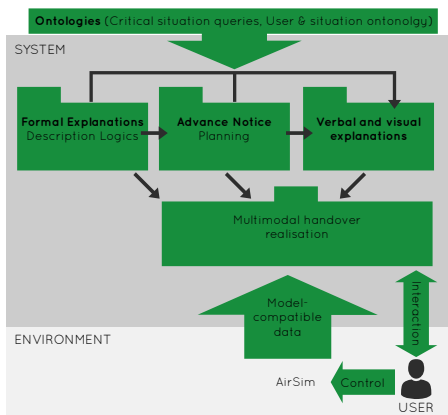 Ontologies (Critical situation queries, User & situation ontonolgy)
SYSTEM
Formal Explanations
Description Logics
Advance Notice
Planning
Verbal and visual
explanations
Multimodal handover
realisation
Model-
compatible
data
Interaction
ENVIRONMENT
AirSim
Control
USER